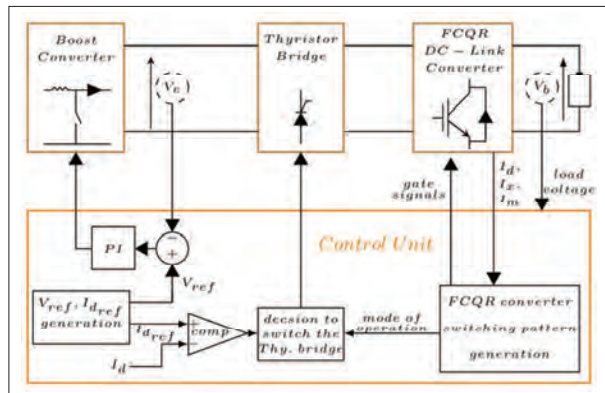 Boost
Converter
Thyristor
Bridge
FCQR
DC - Link
Converter
Vc
Vb
gate
signals
Id,
Ix,
Im
load
voltage
Control Unit
PI
−
+
Vref
Vref, Idref
generation
Idref
Id
+
−
comp
decsion to
switch the
Thy. bridge
mode of
operation
FCQR converter
switching pattern
generation